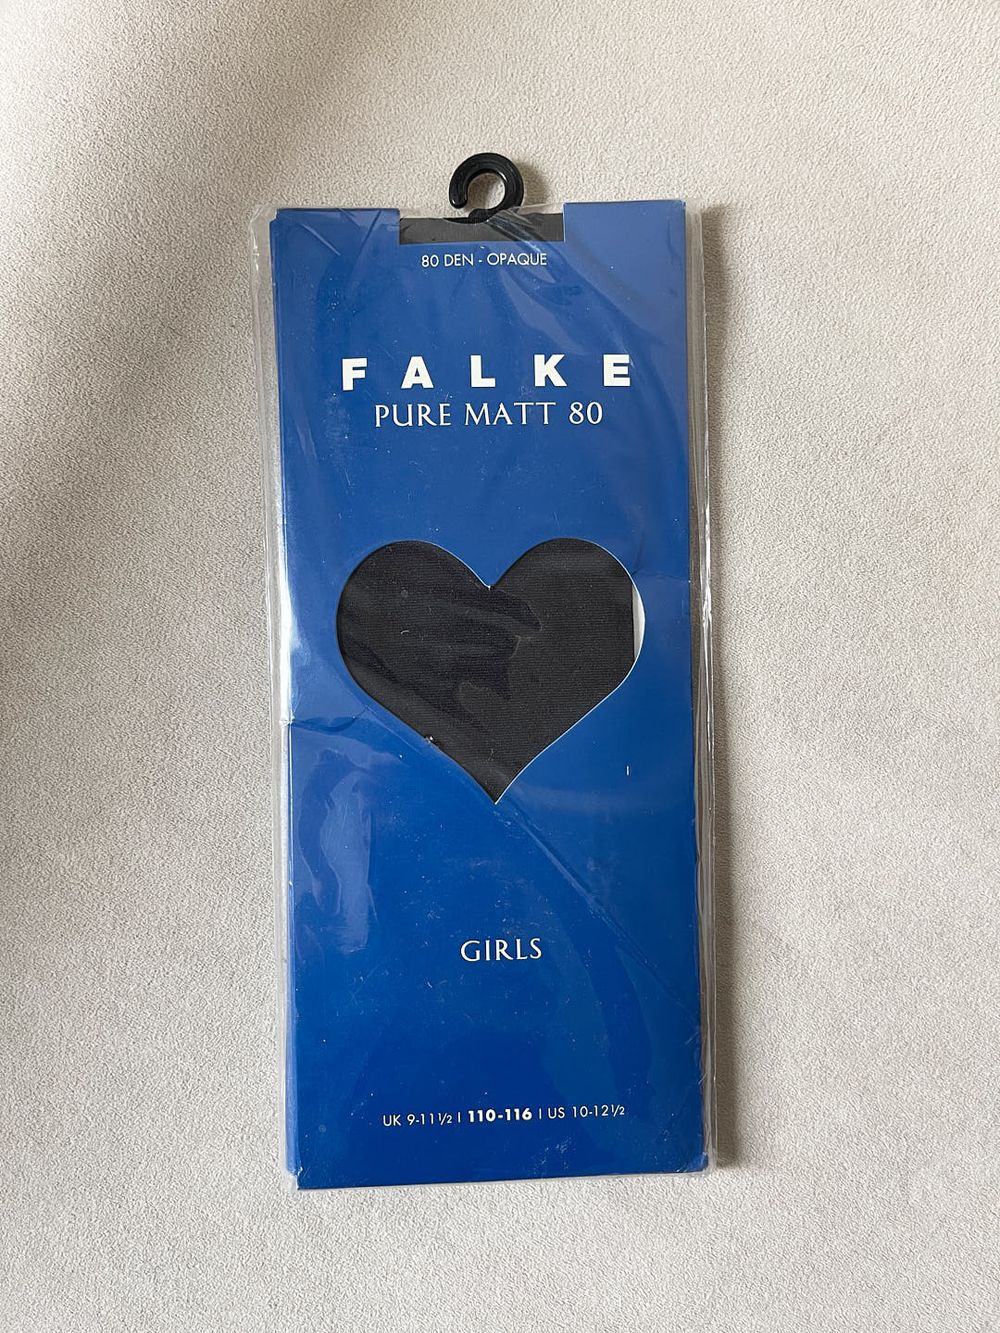 80 DEN - OPAQUE
FALKE
PURE MATT 80
GIRLS
UK 9-11½ | 110-116 | US 10-12½